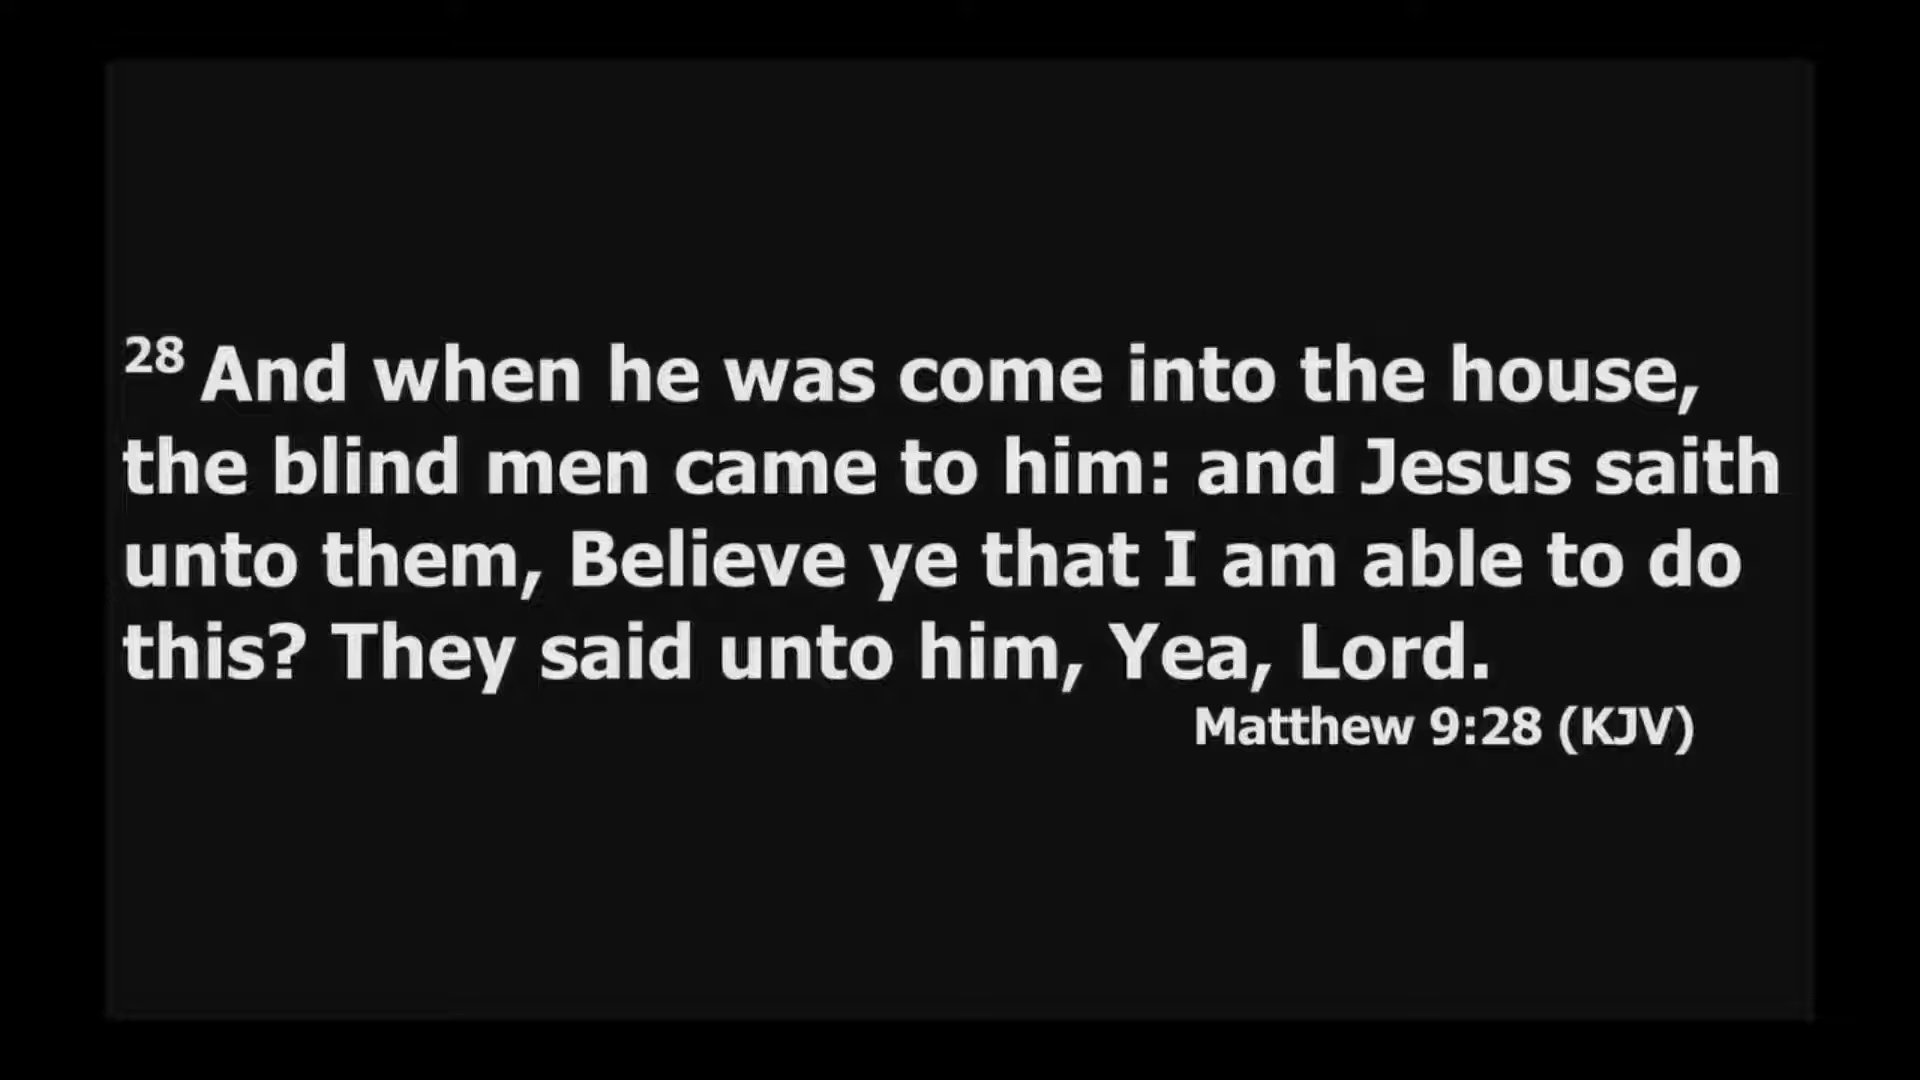 28 And when he was come into the house,
the blind men came to him: and Jesus saith
unto them, Believe ye that I am able to do
this? They said unto him, Yea, Lord.
Matthew 9:28 (KJV)